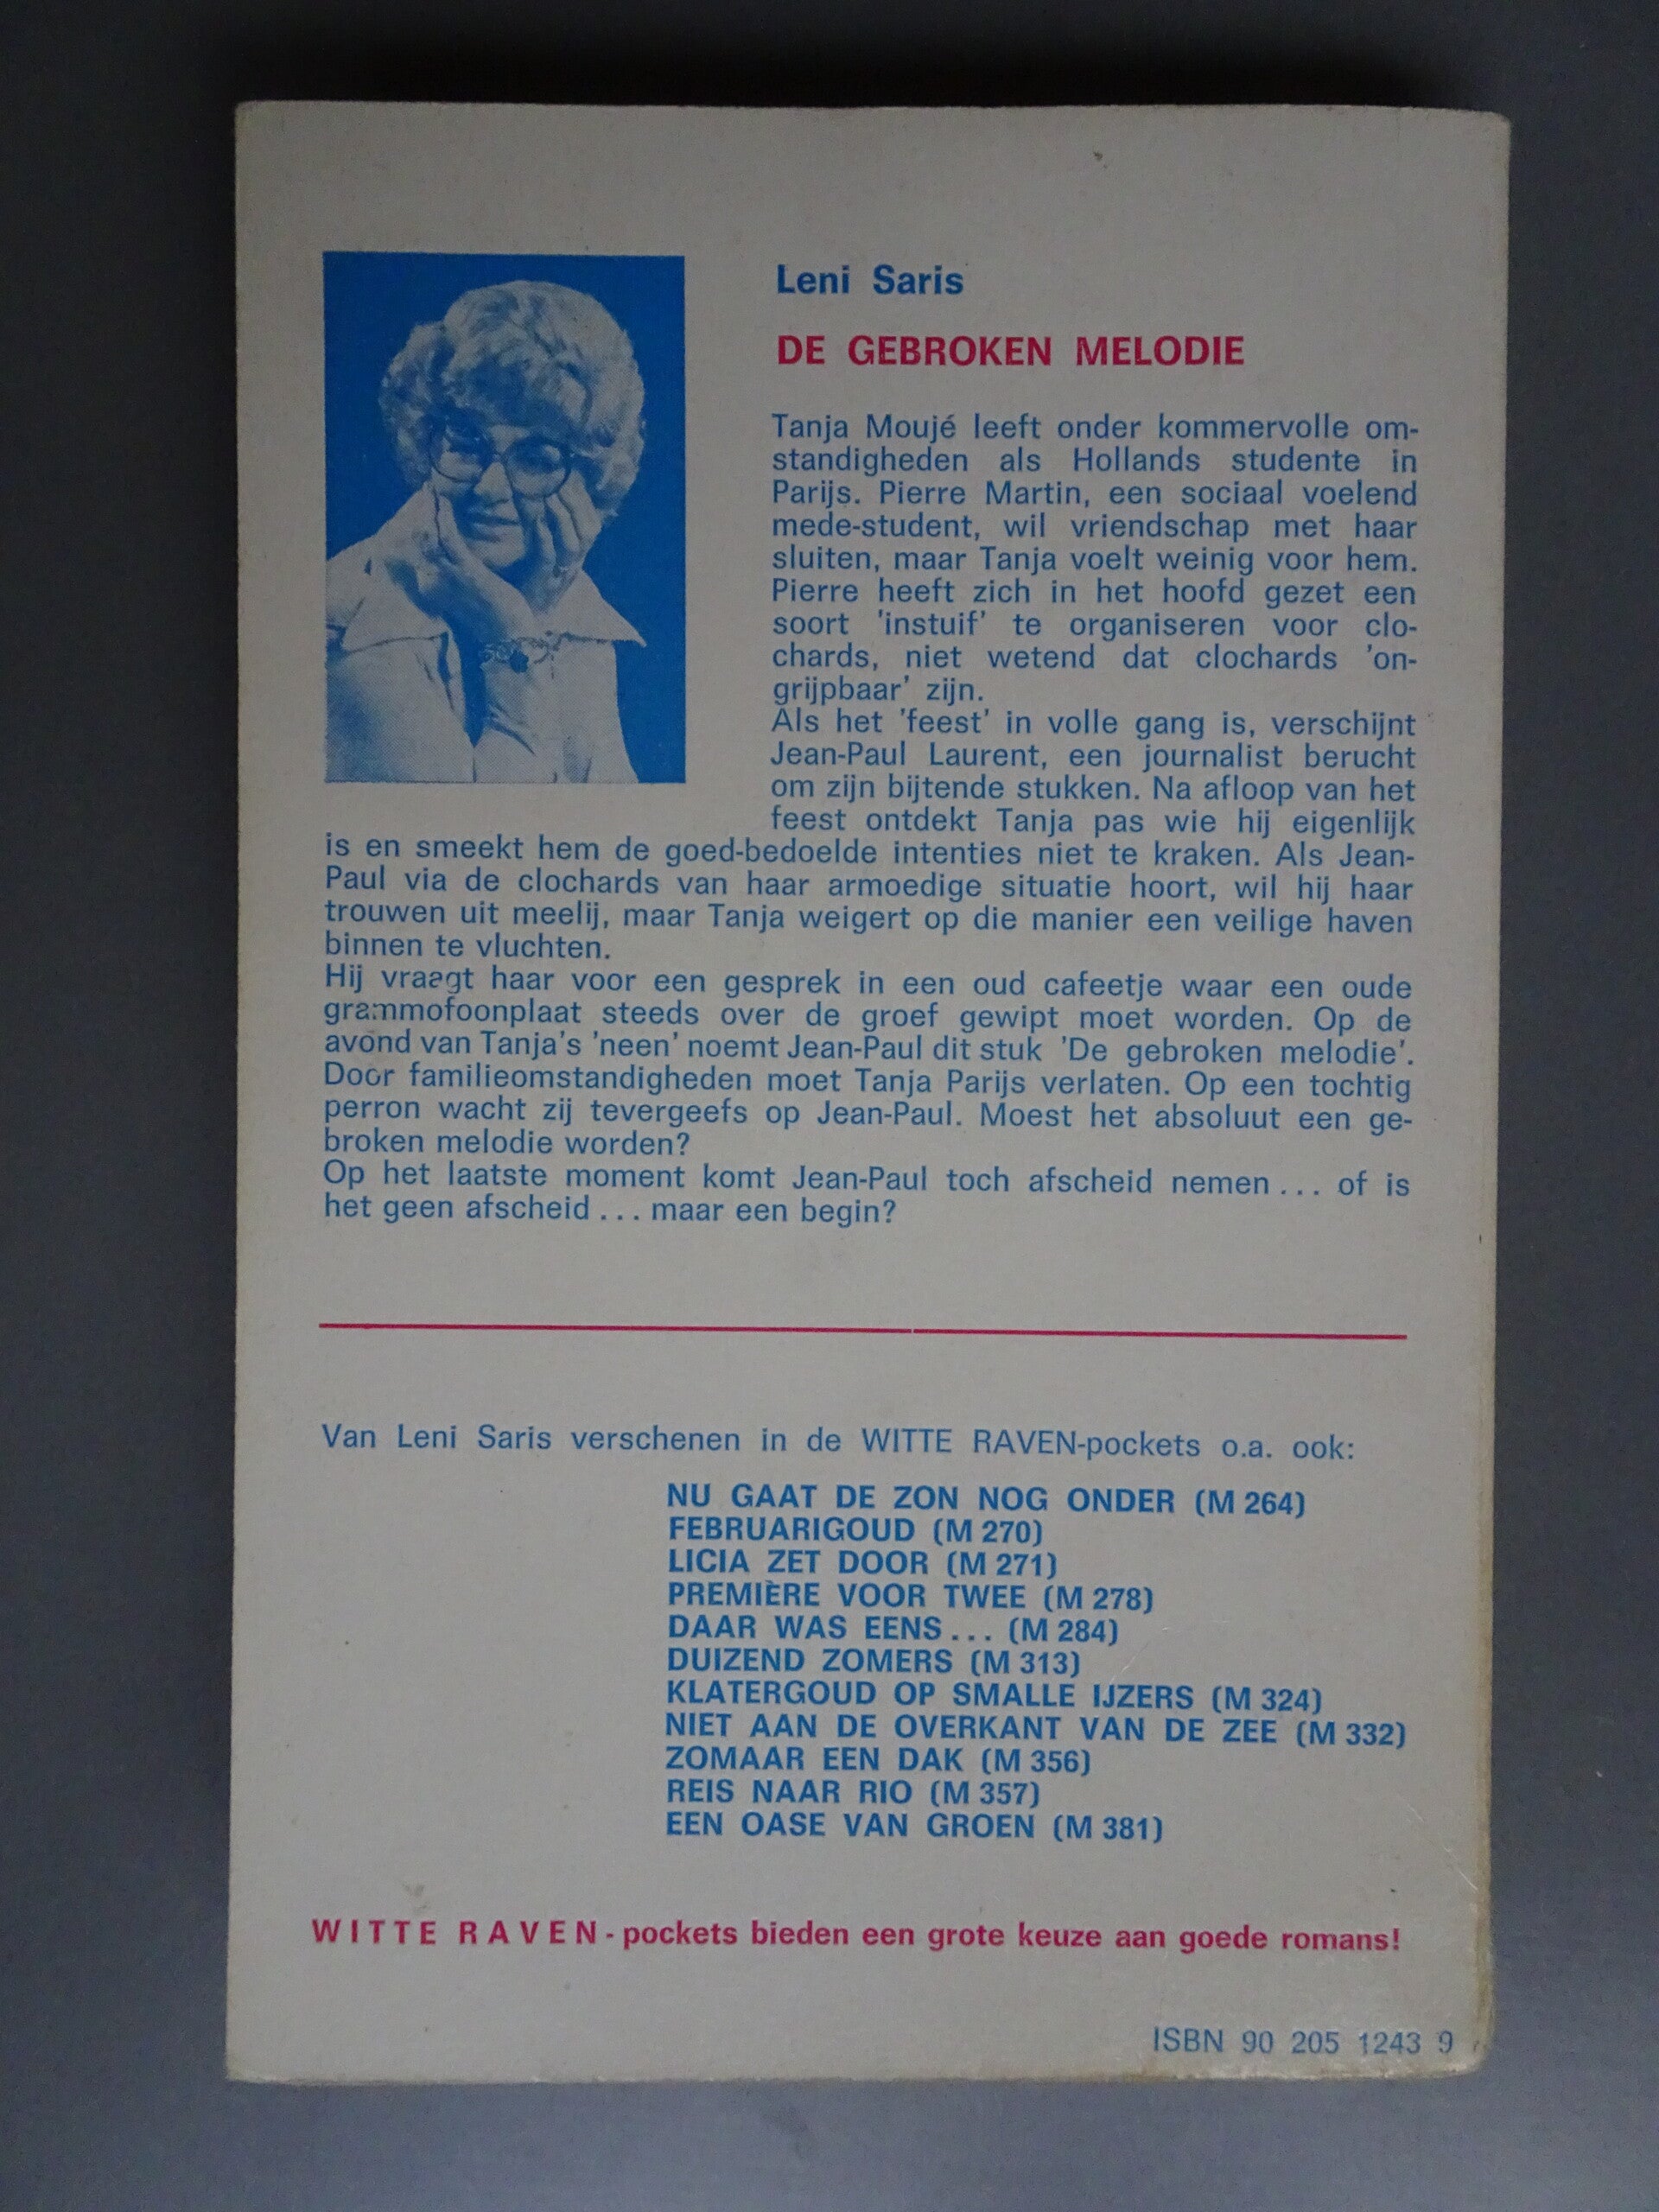 Leni Saris
DE GEBROKEN MELODIE
Tanja Moujé leeft onder kommervolle om-
standigheden als Hollands studente in
Parijs. Pierre Martin, een sociaal voelend
mede-student, wil vriendschap met haar
sluiten, maar Tanja voelt weinig voor hem.
Pierre heeft zich in het hoofd gezet een
soort 'instuif' te organiseren voor clo-
chards, niet wetend dat clochards 'on-
grijpbaar' zijn.
Als het 'feest' in volle gang is, verschijnt
Jean-Paul Laurent, een journalist berucht
om zijn bijtende stukken. Na afloop van het
feest ontdekt Tanja pas wie hij eigenlijk
is en smeekt hem de goed-bedoelde intenties niet te kraken. Als Jean-
Paul via de clochards van haar armoedige situatie hoort, wil hij haar
trouwen uit meelij, maar Tanja weigert op die manier een veilige haven
binnen te vluchten.
Hij vraagt haar voor een gesprek in een oud cafeetje waar een oude
grammofoonplaat steeds over de groef gewipt moet worden. Op de
avond van Tanja's 'neen' noemt Jean-Paul dit stuk 'De gebroken melodie'.
Door familieomstandigheden moet Tanja Parijs verlaten. Op een tochtig
perron wacht zij tevergeefs op Jean-Paul. Moest het absoluut een ge-
broken melodie worden?
Op het laatste moment komt Jean-Paul toch afscheid nemen ... of is
het geen afscheid ... maar een begin?
Van Leni Saris verschenen in de WITTE RAVEN-pockets o.a. ook:
NU GAAT DE ZON NOG ONDER (M 264)
FEBRUARIGOUD (M 270)
LICIA ZET DOOR (M 271)
PREMIÈRE VOOR TWEE (M 278)
DAAR WAS EENS ... (M 284)
DUIZEND ZOMERS (M 313)
KLATERGOUD OP SMALLE IJZERS (M 324)
NIET AAN DE OVERKANT VAN DE ZEE (M 332)
ZOMAAR EEN DAK (M 356)
REIS NAAR RIO (M 357)
EEN OASE VAN GROEN (M 381)
WITTE RAVEN - pockets bieden een grote keuze aan goede romans!
ISBN 90 205 1243 9